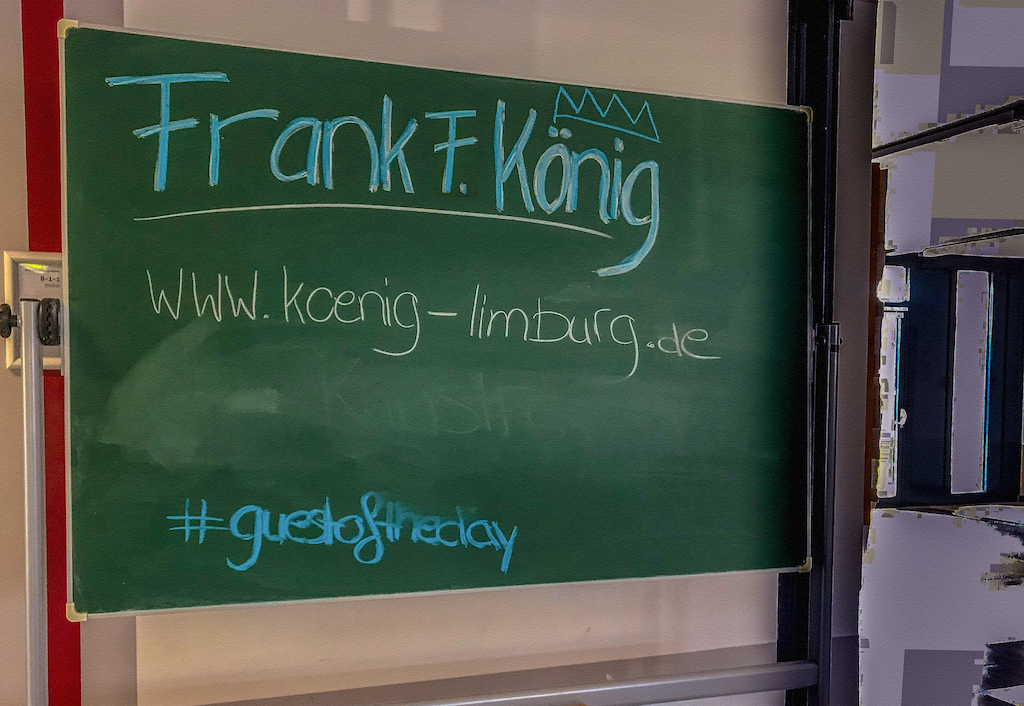 Frank F. König
www.koenig-limburg.de
#guestoftheday